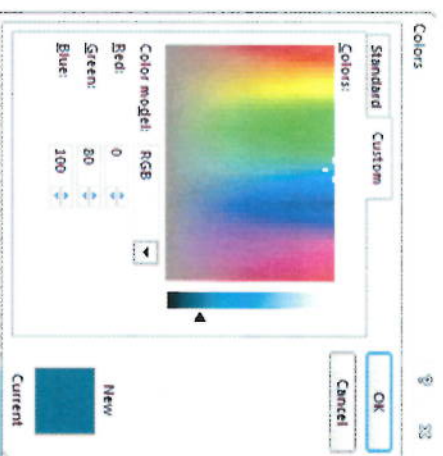 Colors
? X
Standard Custom
Colors:
OK
Cancel
Color model: RGB
Red: 0
Green: 80
Blue: 100
New
Current